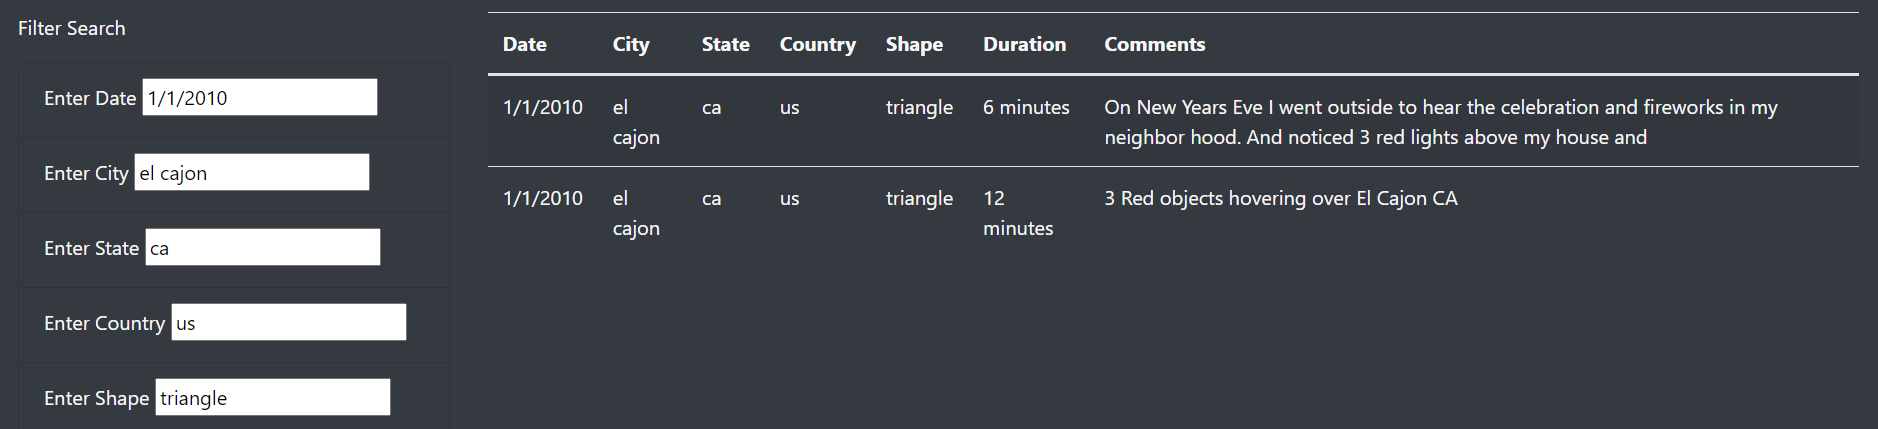 Filter Search
Enter Date 1/1/2010
Enter City el cajon
Enter State ca
Enter Country us
Enter Shape triangle
Date City State Country Shape Duration Comments
1/1/2010 el ca us triangle 6 minutes On New Years Eve I went outside to hear the celebration and fireworks in my
cajon neighbor hood. And noticed 3 red lights above my house and
1/1/2010 el ca us triangle 12 3 Red objects hovering over El Cajon CA
cajon minutes